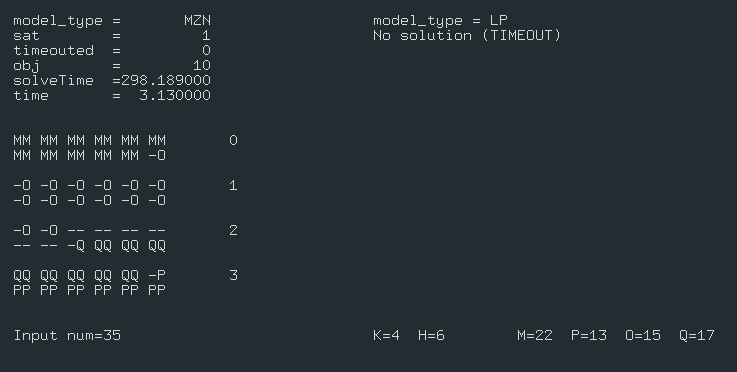 model_type =       MZN                  model_type = LP
sat        =         1                  No solution (TIMEOUT)
timeouted  =         0
obj        =        10
solveTime  =298.189000
time       =  3.130000
MM MM MM MM MM MM       0
MM MM MM MM MM -O
-O -O -O -O -O -O       1
-O -O -O -O -O -O
-O -O -- -- -- --       2
-- -- -Q QQ QQ QQ
QQ QQ QQ QQ QQ -P       3
PP PP PP PP PP PP
Input num=35                            K=4  H=6        M=22  P=13  O=15  Q=17